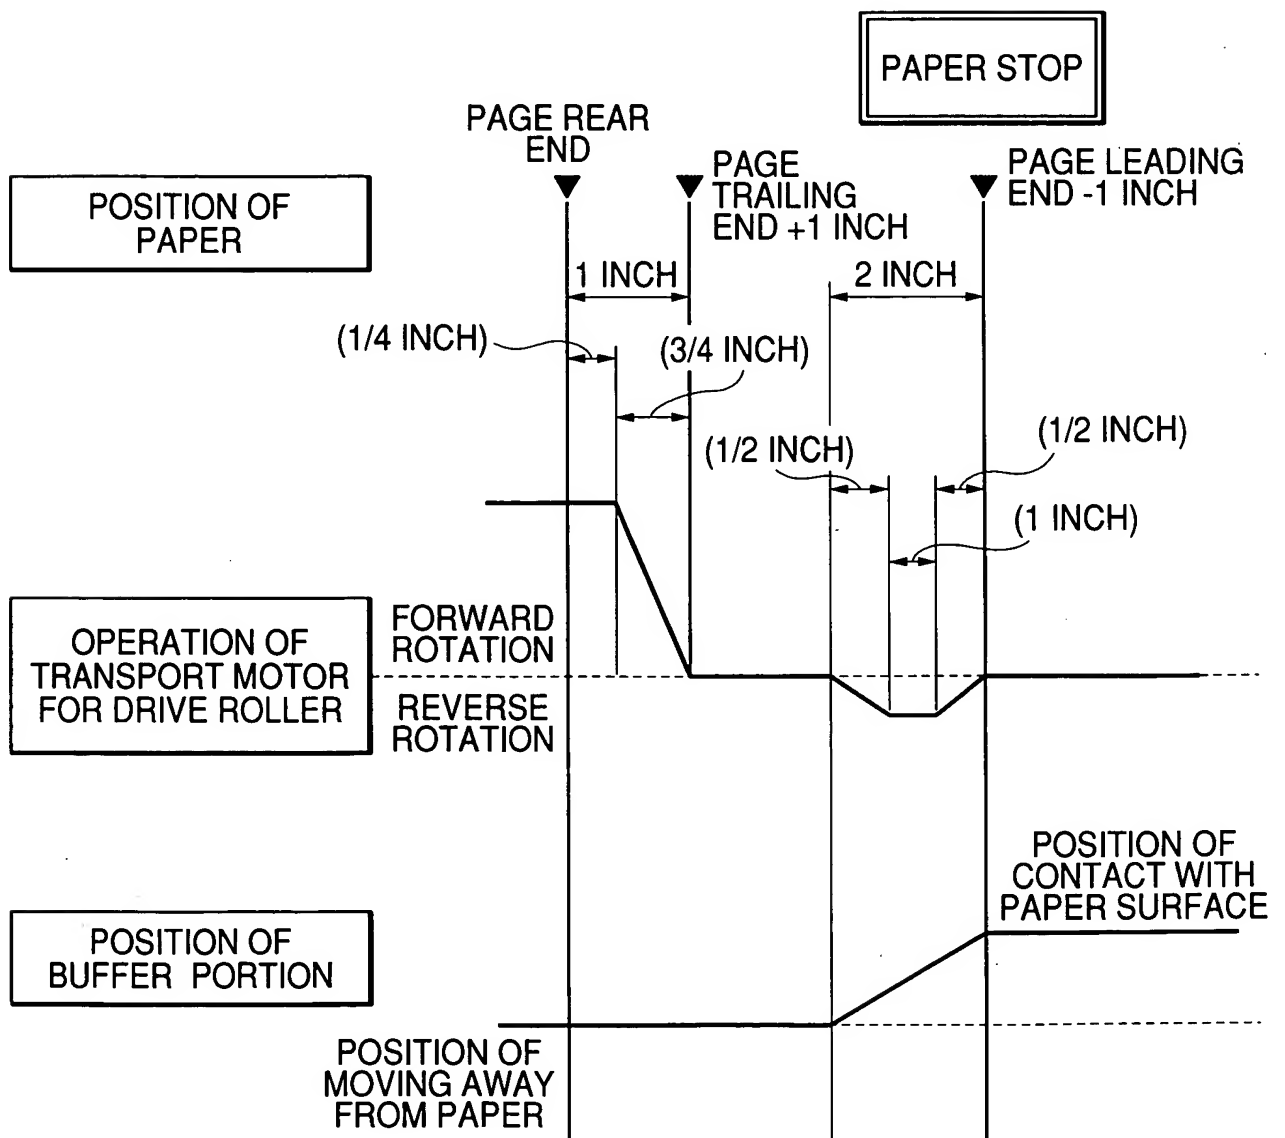 PAPER STOP
PAGE REAR
END
PAGE
TRAILING
END +1 INCH
PAGE LEADING
END -1 INCH
POSITION OF
PAPER
1 INCH
2 INCH
(1/4 INCH)
(3/4 INCH)
(1/2 INCH)
(1/2 INCH)
(1 INCH)
OPERATION OF
TRANSPORT MOTOR
FOR DRIVE ROLLER
FORWARD
ROTATION
REVERSE
ROTATION
POSITION OF
CONTACT WITH
PAPER SURFACE
POSITION OF
BUFFER PORTION
POSITION OF
MOVING AWAY
FROM PAPER